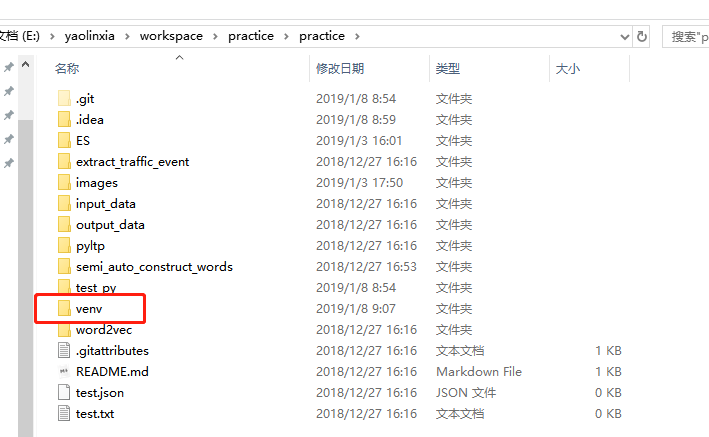 文档 (E:) > yaolinxia > workspace > practice > practice > 搜索"p
名称 修改日期 类型 大小
.git 2019/1/8 8:54 文件夹
.idea 2019/1/8 8:59 文件夹
ES 2019/1/3 16:01 文件夹
extract_traffic_event 2018/12/27 16:16 文件夹
images 2019/1/3 17:50 文件夹
input_data 2018/12/27 16:16 文件夹
output_data 2018/12/27 16:16 文件夹
pyltp 2018/12/27 16:16 文件夹
semi_auto_construct_words 2018/12/27 16:53 文件夹
test_py 2019/1/8 8:54 文件夹
venv 2019/1/8 9:07 文件夹
word2vec 2018/12/27 16:16 文件夹
.gitattributes 2018/12/27 16:16 文本文档 1 KB
README.md 2018/12/27 16:16 Markdown File 1 KB
test.json 2018/12/27 16:16 JSON 文件 0 KB
test.txt 2018/12/27 16:16 文本文档 0 KB